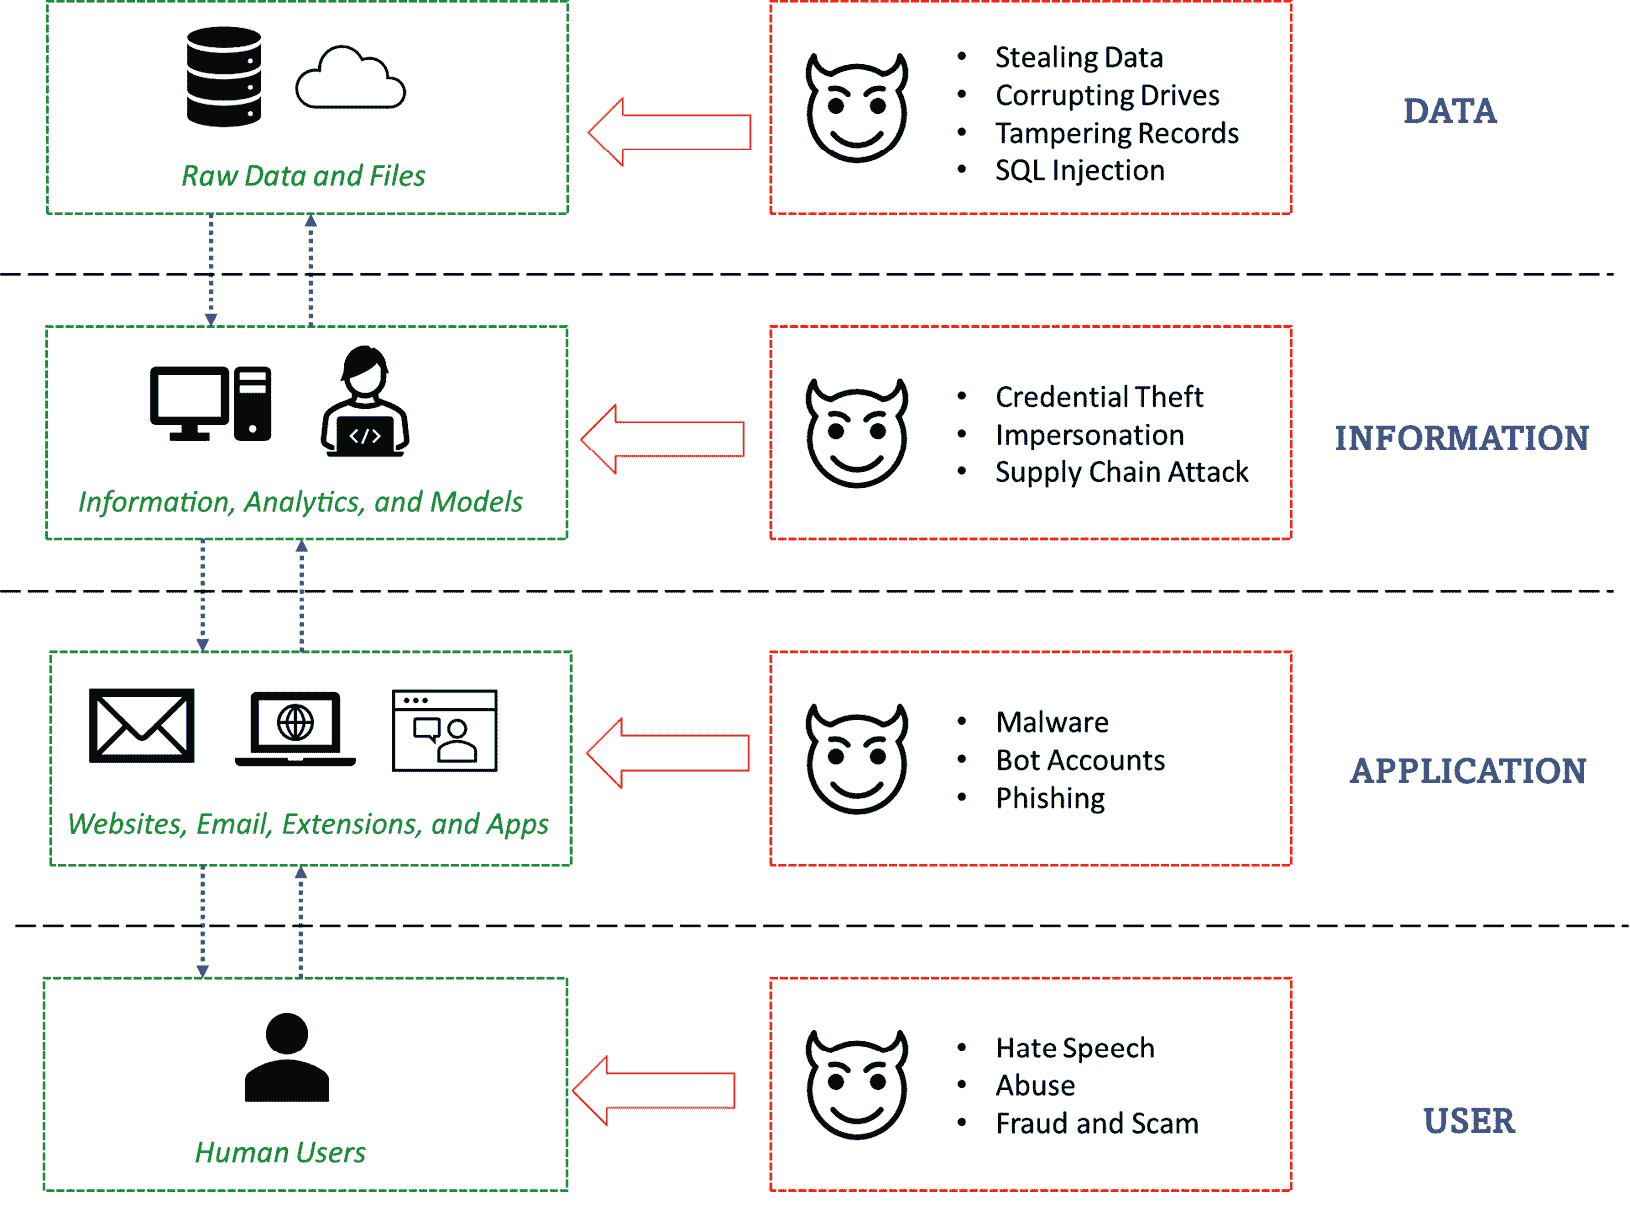 Raw Data and Files
• Stealing Data
• Corrupting Drives
• Tampering Records
• SQL Injection
DATA
</>
Information, Analytics, and Models
• Credential Theft
• Impersonation
• Supply Chain Attack
INFORMATION
Websites, Email, Extensions, and Apps
• Malware
• Bot Accounts
• Phishing
APPLICATION
Human Users
• Hate Speech
• Abuse
• Fraud and Scam
USER